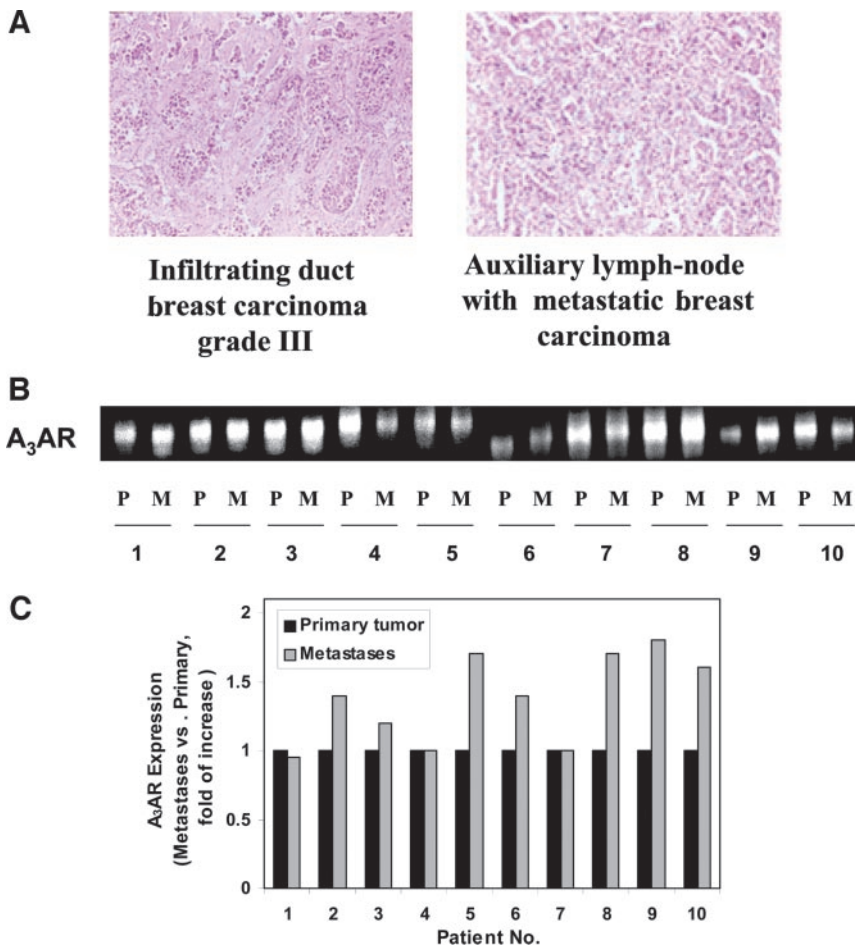 A
Infiltrating duct
breast carcinoma
grade III
Auxiliary lymph-node
with metastatic breast
carcinoma
B
A₃AR
P M P M P M P M P M P M P M P M P M P M
1 2 3 4 5 6 7 8 9 10
C
A₃AR Expression
(Metastases vs . Primary,
fold of increase )
2
1.5
1
0.5
0
Primary tumor
Metastases
1 2 3 4 5 6 7 8 9 10
Patient No.